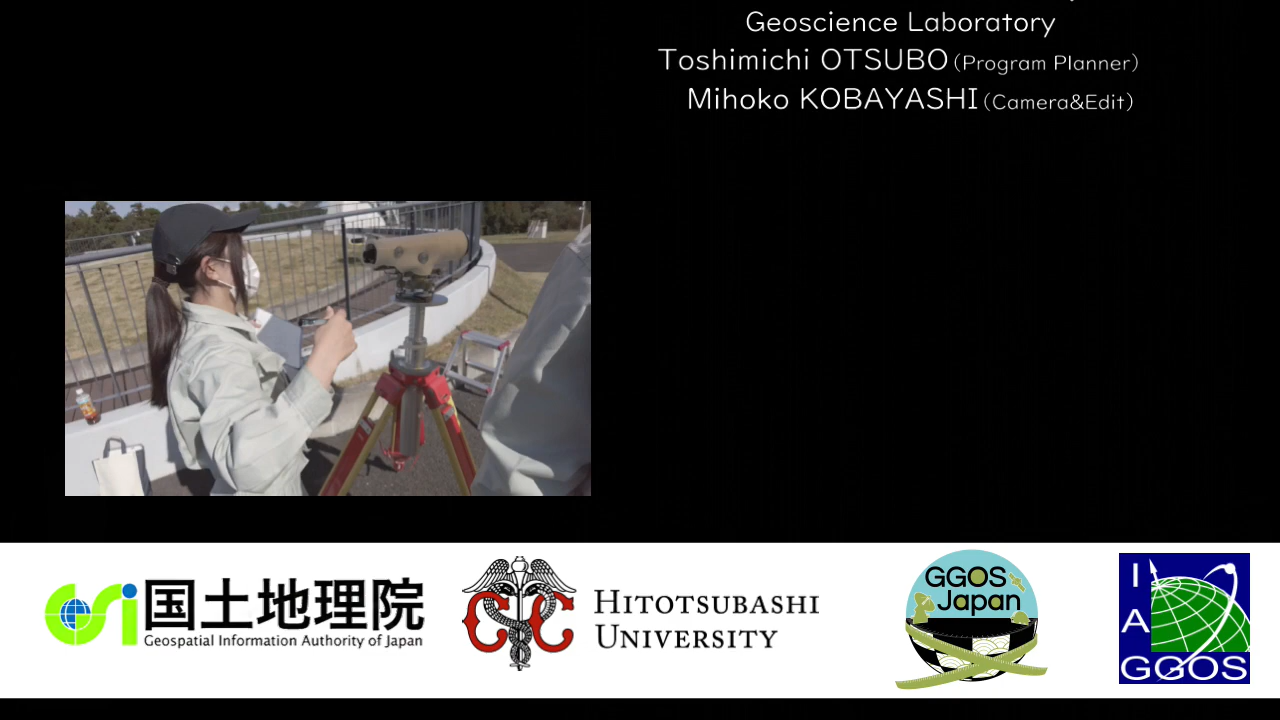 Geoscience Laboratory
Toshimichi OTSUBO (Program Planner)
Mihoko KOBAYASHI (Camera&Edit)
国土地理院
Geospatial Information Authority of Japan
HITOTSUBASHI
UNIVERSITY
GGOS
Japan
I
A
GGOS